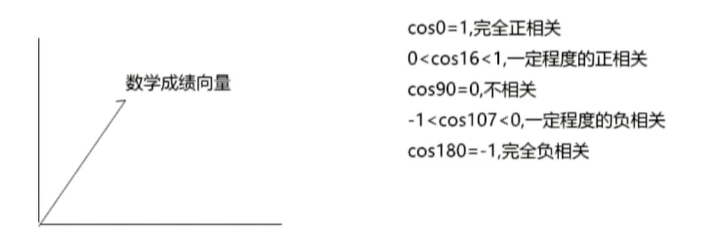 数学成绩向量
cos0=1,完全正相关
0<cos16<1,一定程度的正相关
cos90=0,不相关
-1<cos107<0,一定程度的负相关
cos180=-1,完全负相关